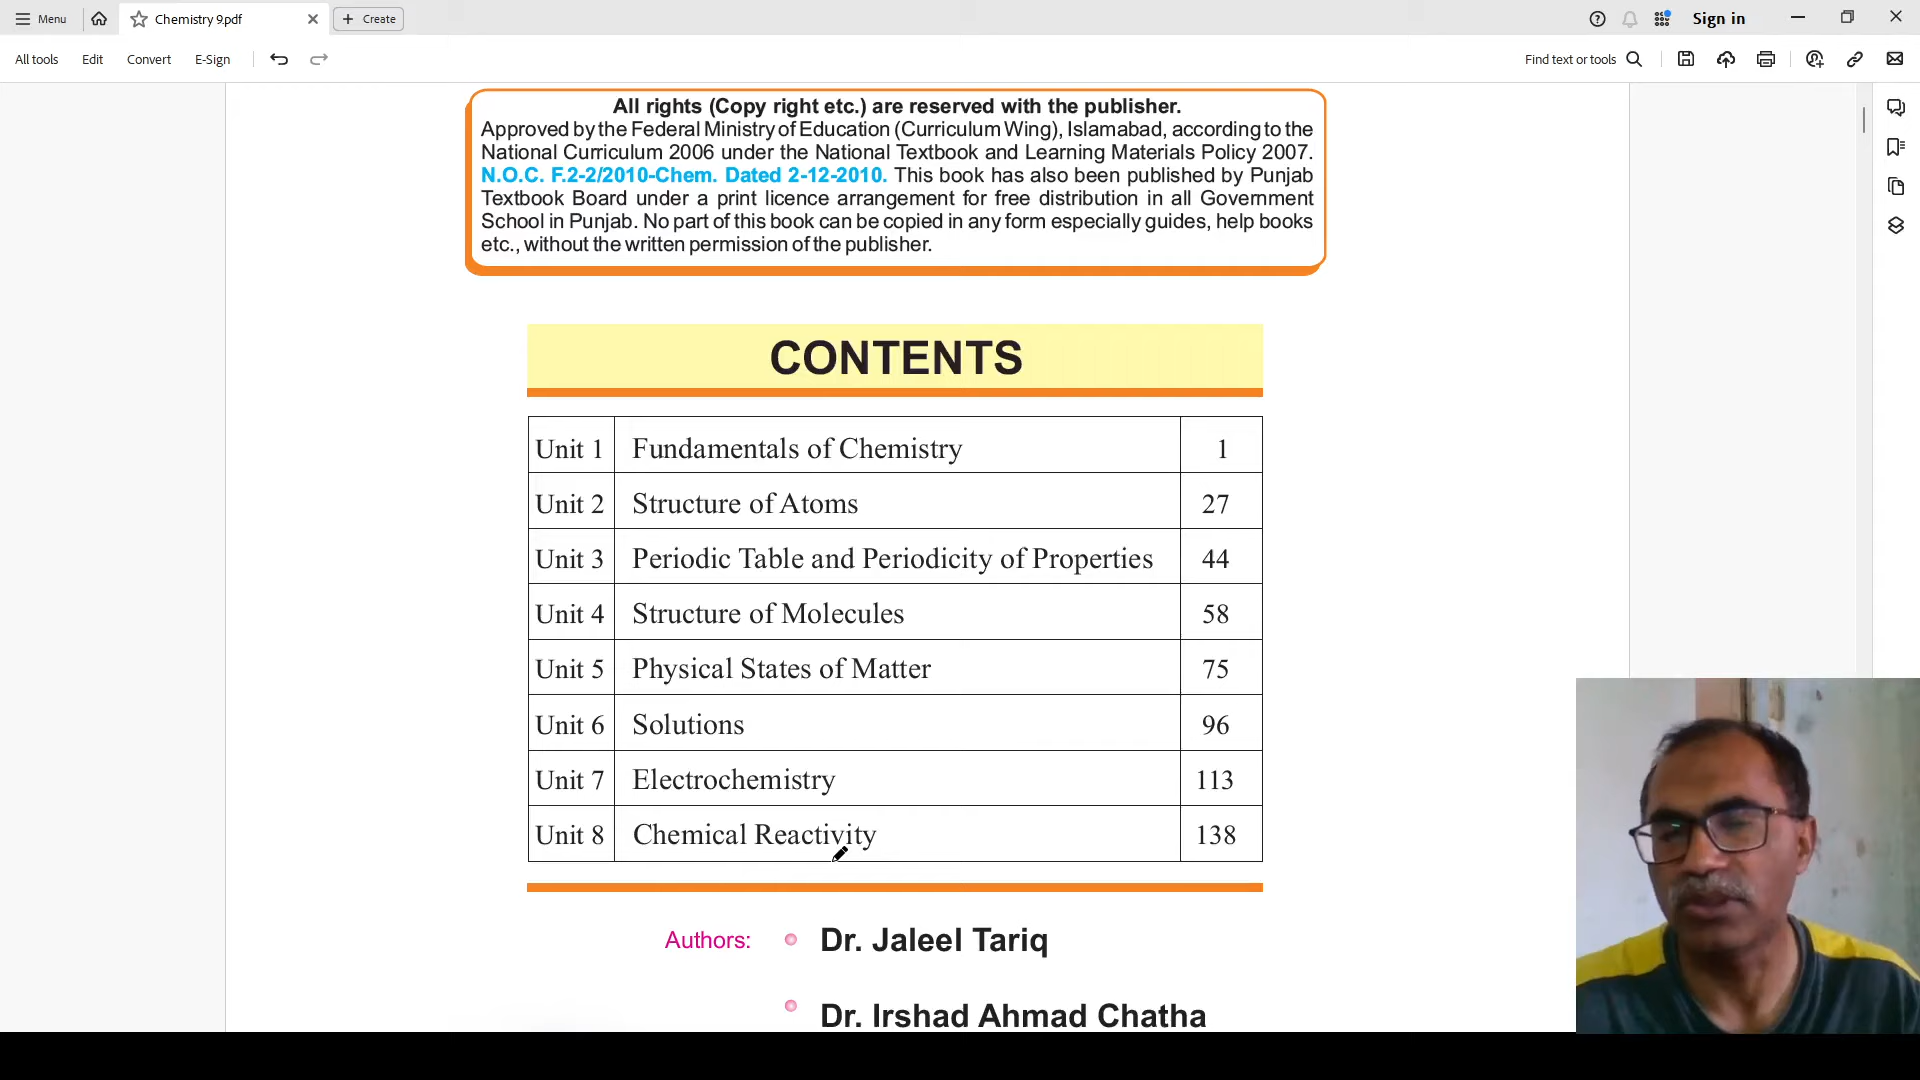 Menu
Chemistry 9.pdf
Create
Sign in
All tools
Edit
Convert
E-Sign
Find text or tools
All rights (Copy right etc.) are reserved with the publisher.
Approved by the Federal Ministry of Education (Curriculum Wing), Islamabad, according to the
National Curriculum 2006 under the National Textbook and Learning Materials Policy 2007.
N.O.C. F.2-2/2010-Chem. Dated 2-12-2010. This book has also been published by Punjab
Textbook Board under a print licence arrangement for free distribution in all Government
School in Punjab. No part of this book can be copied in any form especially guides, help books
etc., without the written permission of the publisher.
CONTENTS
Unit 1 Fundamentals of Chemistry 1
Unit 2 Structure of Atoms 27
Unit 3 Periodic Table and Periodicity of Properties 44
Unit 4 Structure of Molecules 58
Unit 5 Physical States of Matter 75
Unit 6 Solutions 96
Unit 7 Electrochemistry 113
Unit 8 Chemical Reactivity 138
Authors: Dr. Jaleel Tariq
Dr. Irshad Ahmad Chatha